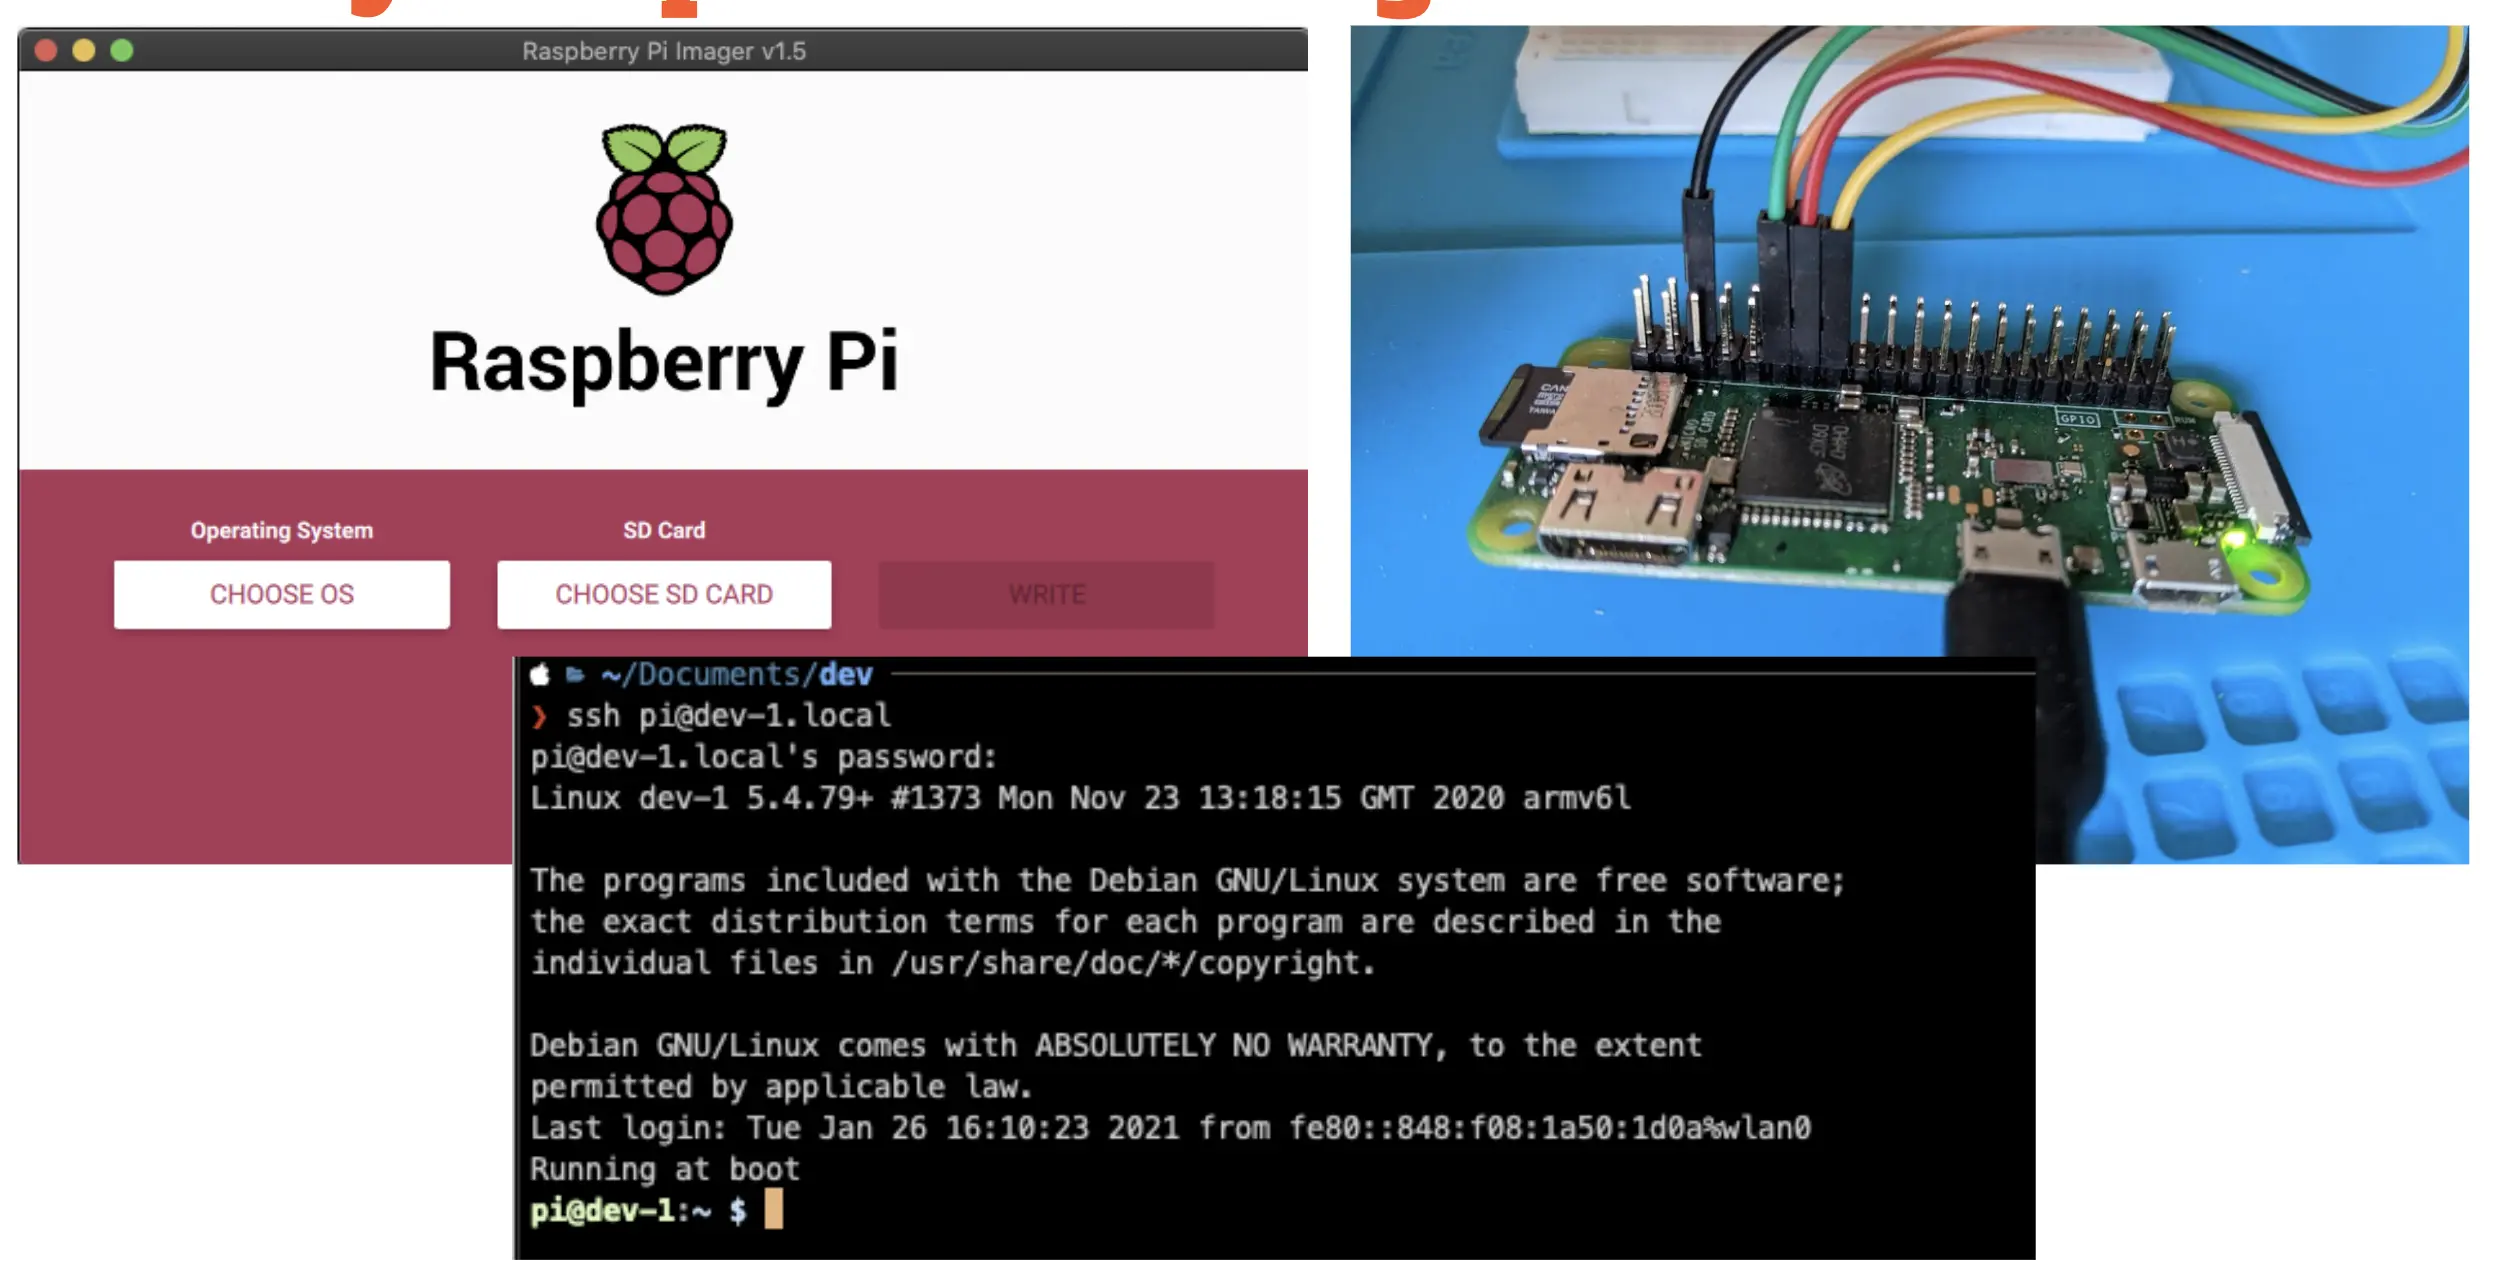 Raspberry Pi Imager v1.5
Raspberry Pi
Operating System
SD Card
CHOOSE OS
CHOOSE SD CARD
WRITE
MICRO
SD CARD
GPIO
RUN
~/Documents/dev
❯ ssh pi@dev-1.local
pi@dev-1.local's password:
Linux dev-1 5.4.79+ #1373 Mon Nov 23 13:18:15 GMT 2020 armv6l
The programs included with the Debian GNU/Linux system are free software;
the exact distribution terms for each program are described in the
individual files in /usr/share/doc/*/copyright.
Debian GNU/Linux comes with ABSOLUTELY NO WARRANTY, to the extent
permitted by applicable law.
Last login: Tue Jan 26 16:10:23 2021 from fe80::848:f08:1a50:1d0a%wlan0
Running at boot
pi@dev-1:~ $